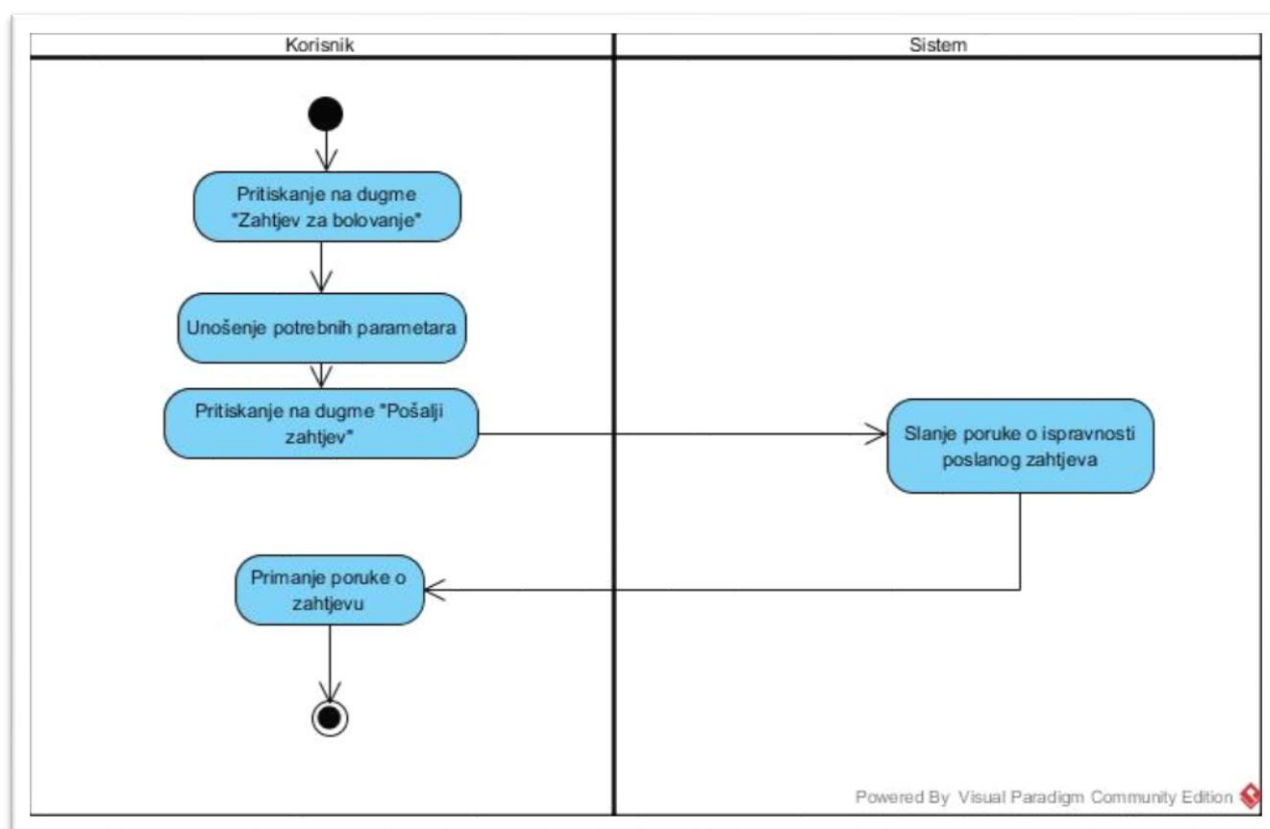 Korisnik
Sistem
Pritiskanje na dugme
"Zahtjev za bolovanje"
Unošenje potrebnih parametara
Pritiskanje na dugme "Pošalji
zahtjev"
Slanje poruke o ispravnosti
poslanog zahtjeva
Primanje poruke o
zahtjevu
Powered By Visual Paradigm Community Edition